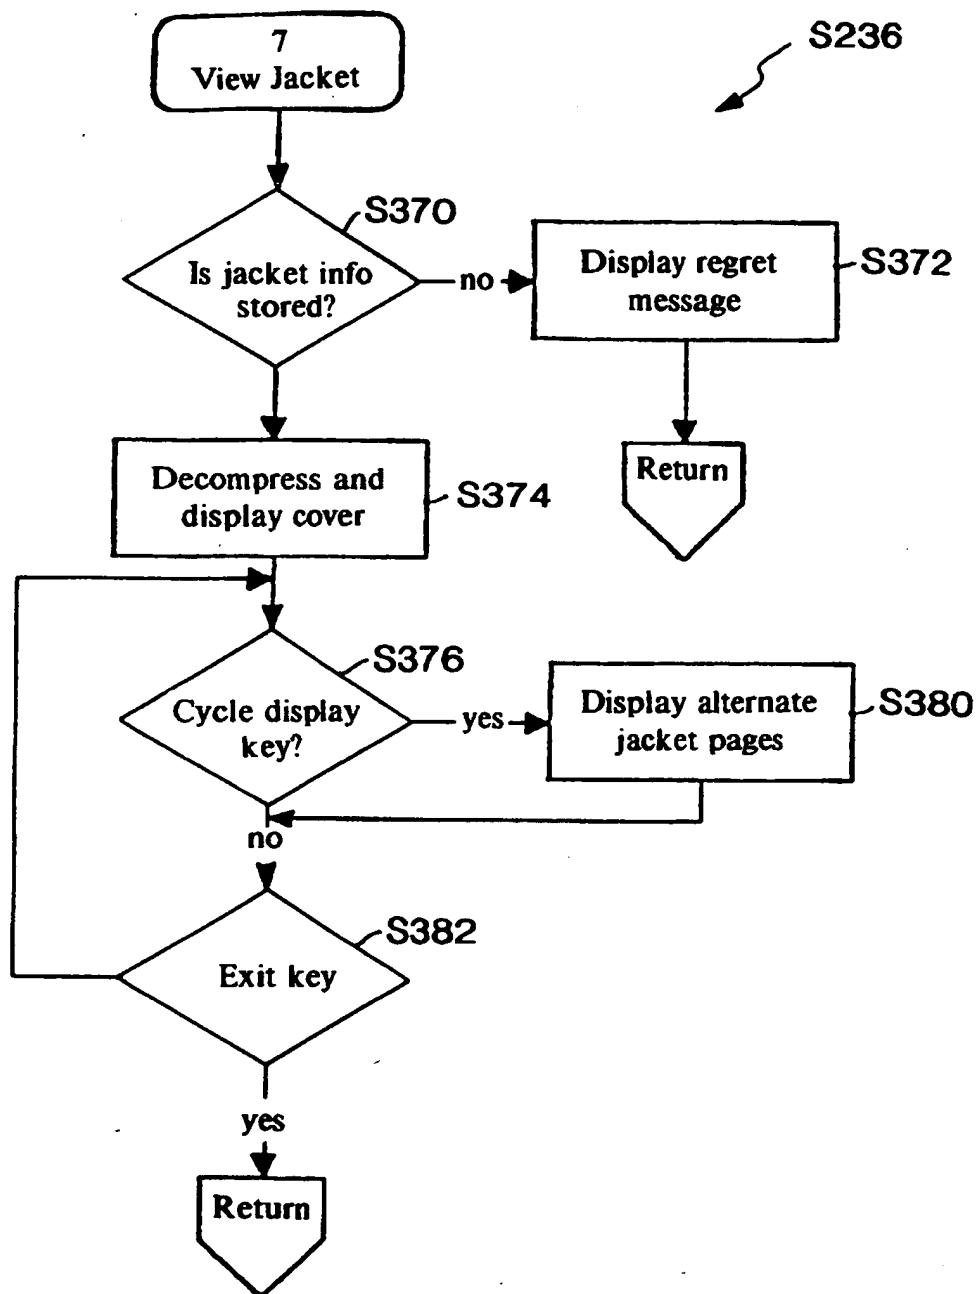 7
View Jacket
S236
S370
Is jacket info
stored?
no
Display regret
message
S372
Return
Decompress and
display cover
S374
S376
Cycle display
key?
yes
Display alternate
jacket pages
S380
no
S382
Exit key
yes
Return